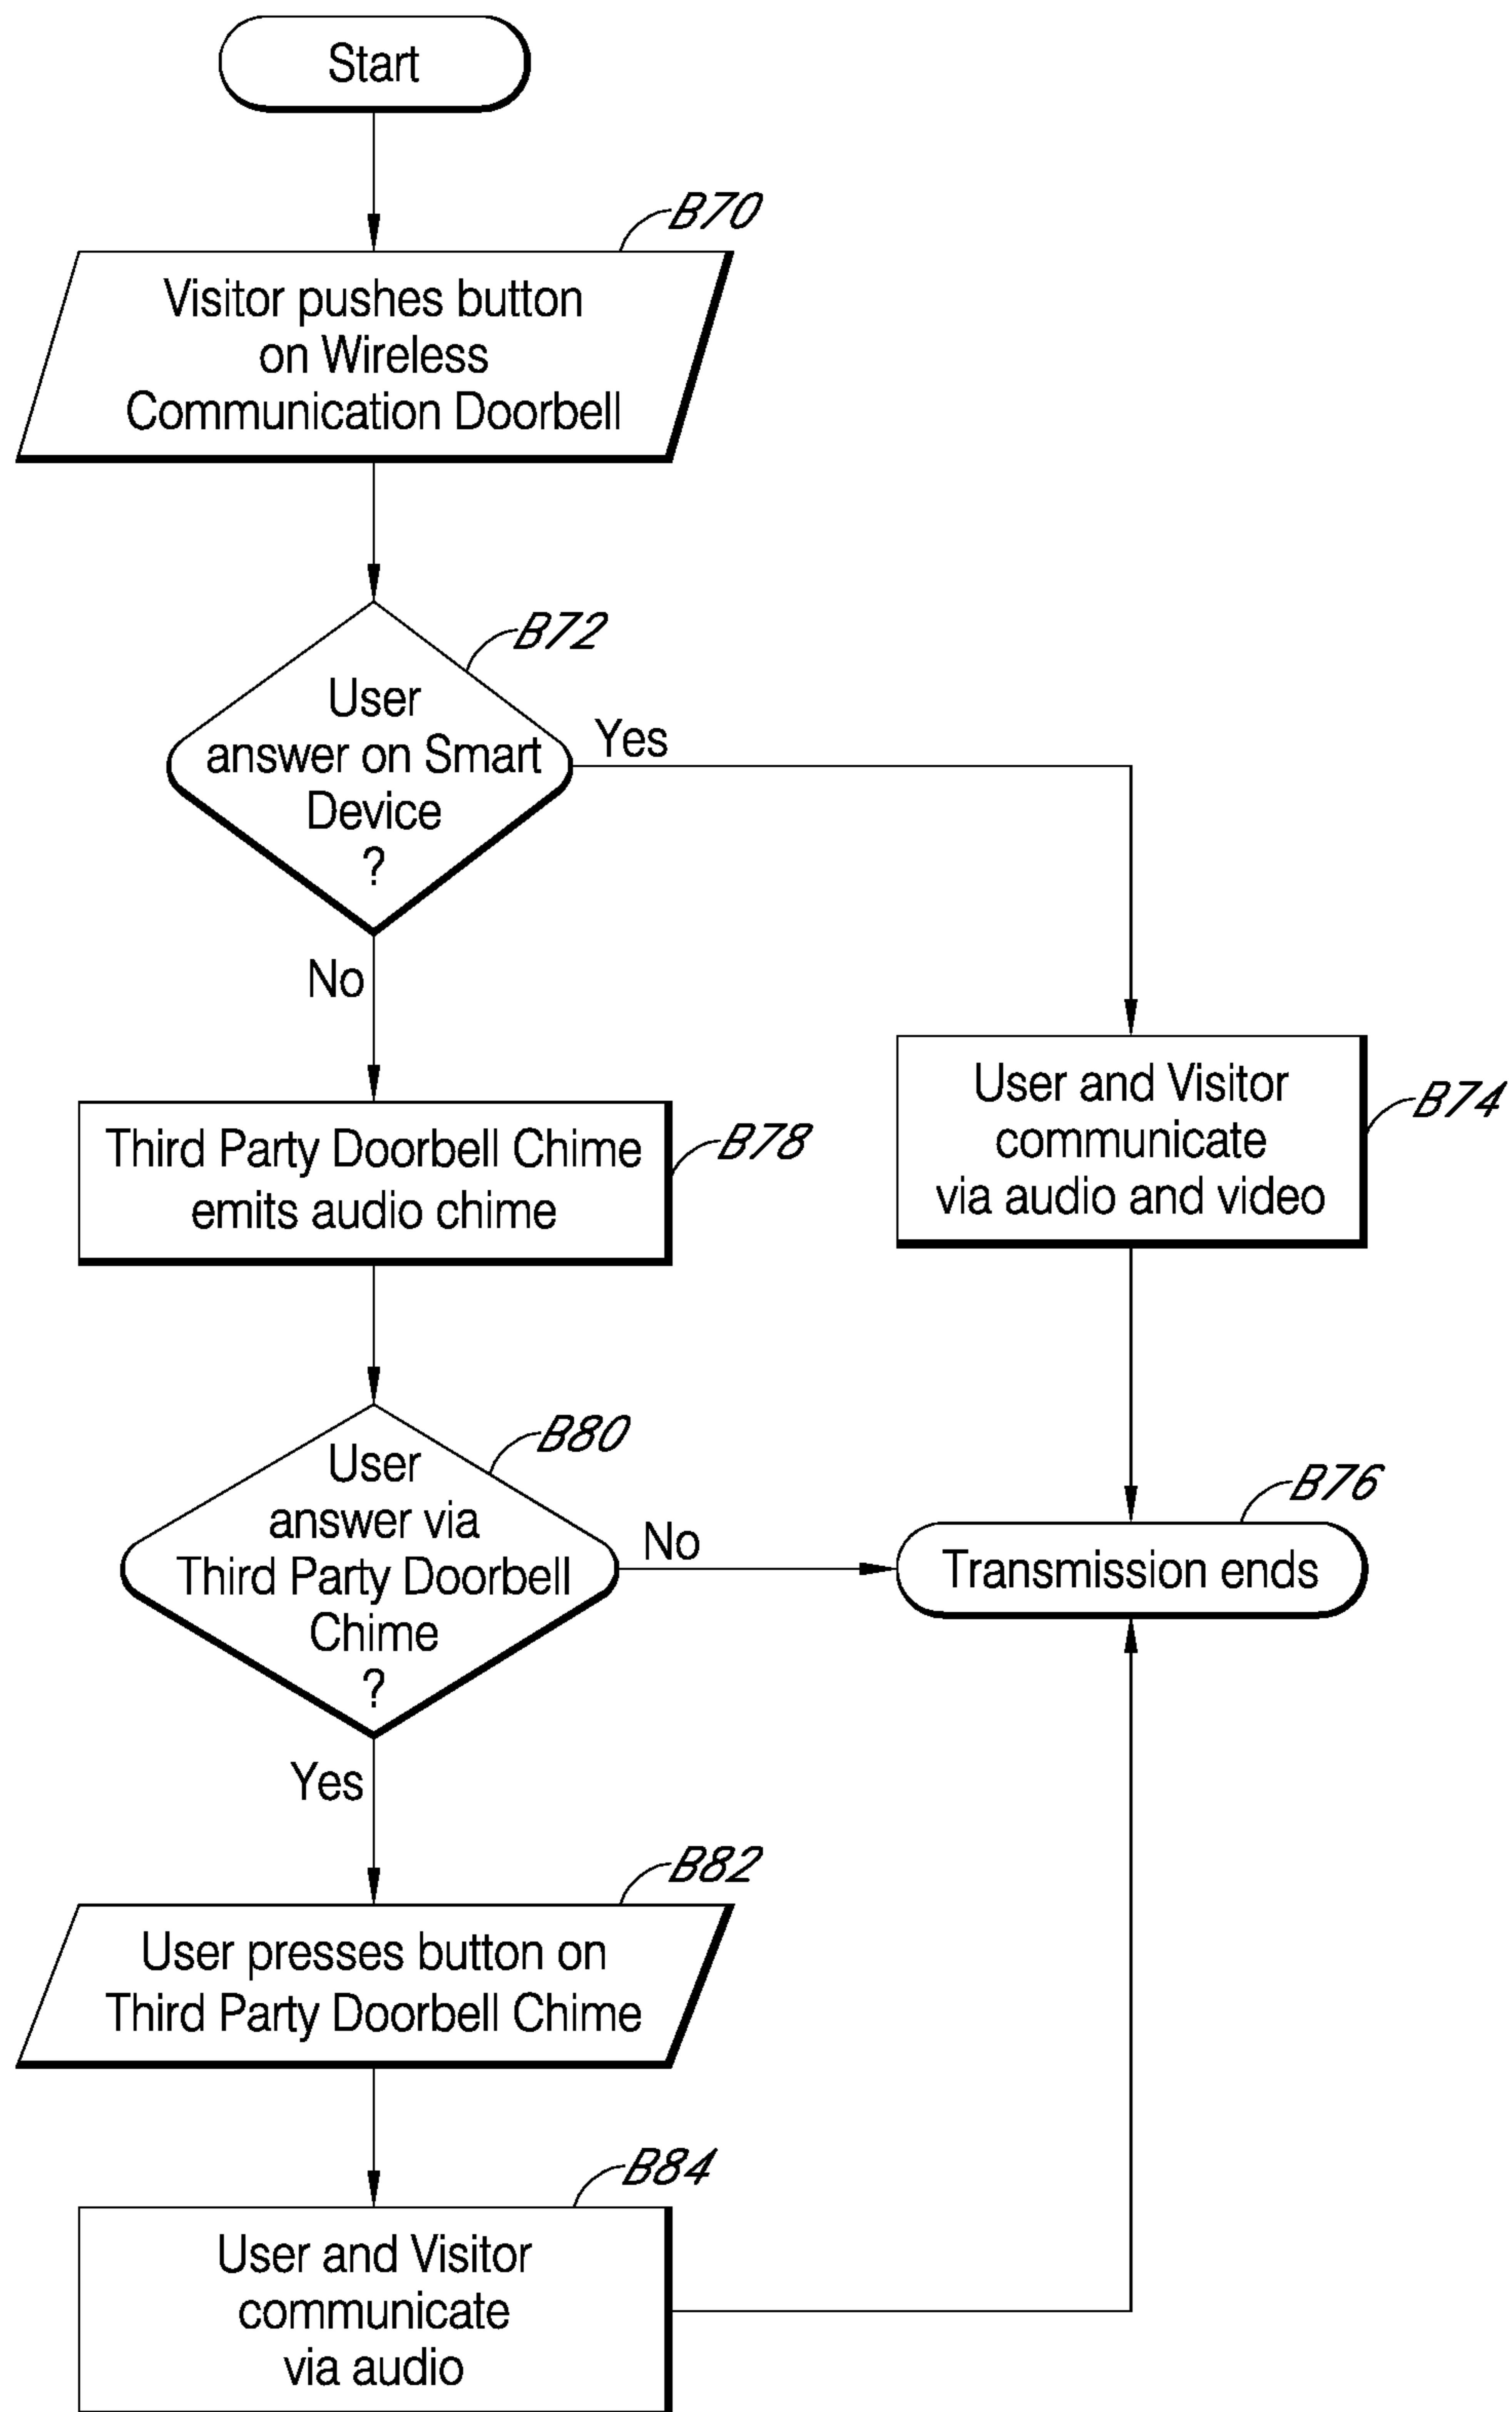 Start
B70
Visitor pushes button
on Wireless
Communication Doorbell
B72
User
answer on Smart
Device
?
Yes
No
User and Visitor
communicate
via audio and video
B74
Third Party Doorbell Chime
emits audio chime
B78
B80
User
answer via
Third Party Doorbell
Chime
?
No
B76
Transmission ends
Yes
B82
User presses button on
Third Party Doorbell Chime
B84
User and Visitor
communicate
via audio